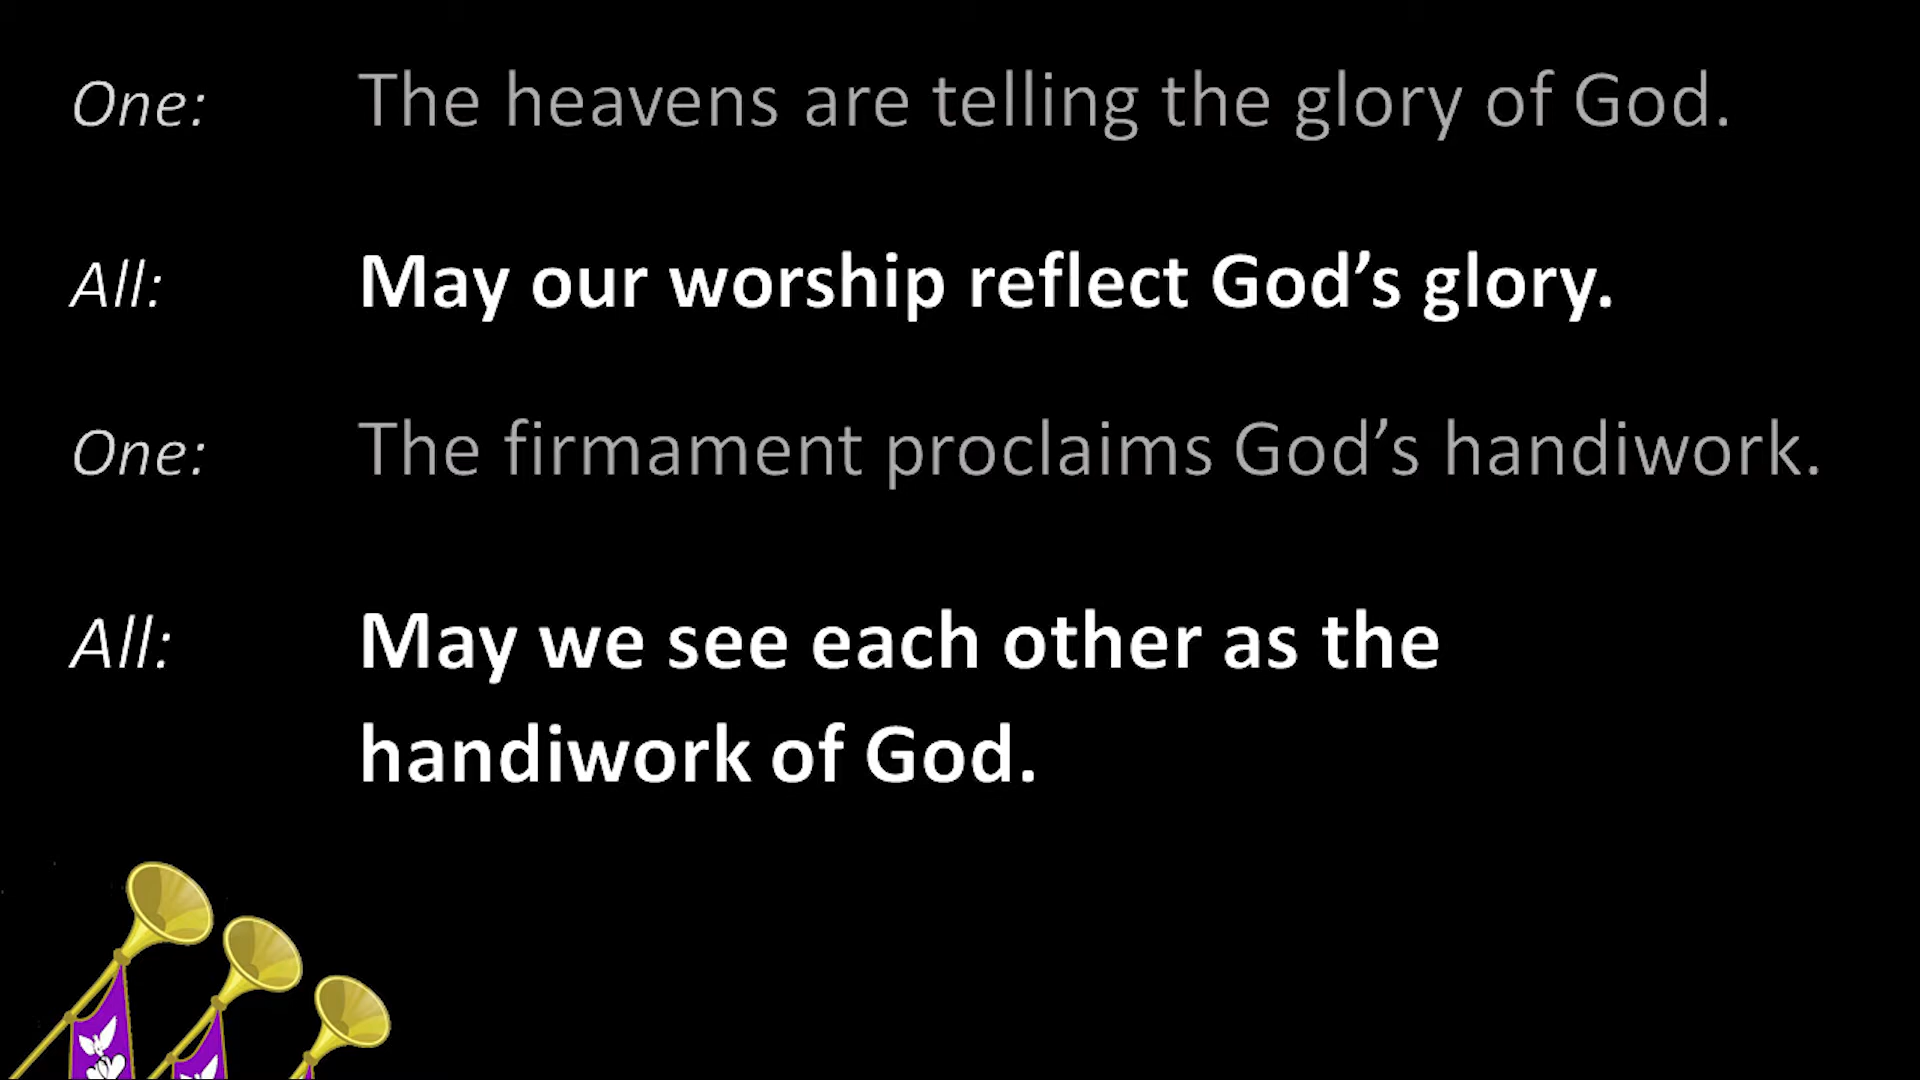 One: The heavens are telling the glory of God.
All: May our worship reflect God’s glory.
One: The firmament proclaims God’s handiwork.
All: May we see each other as the
handiwork of God.